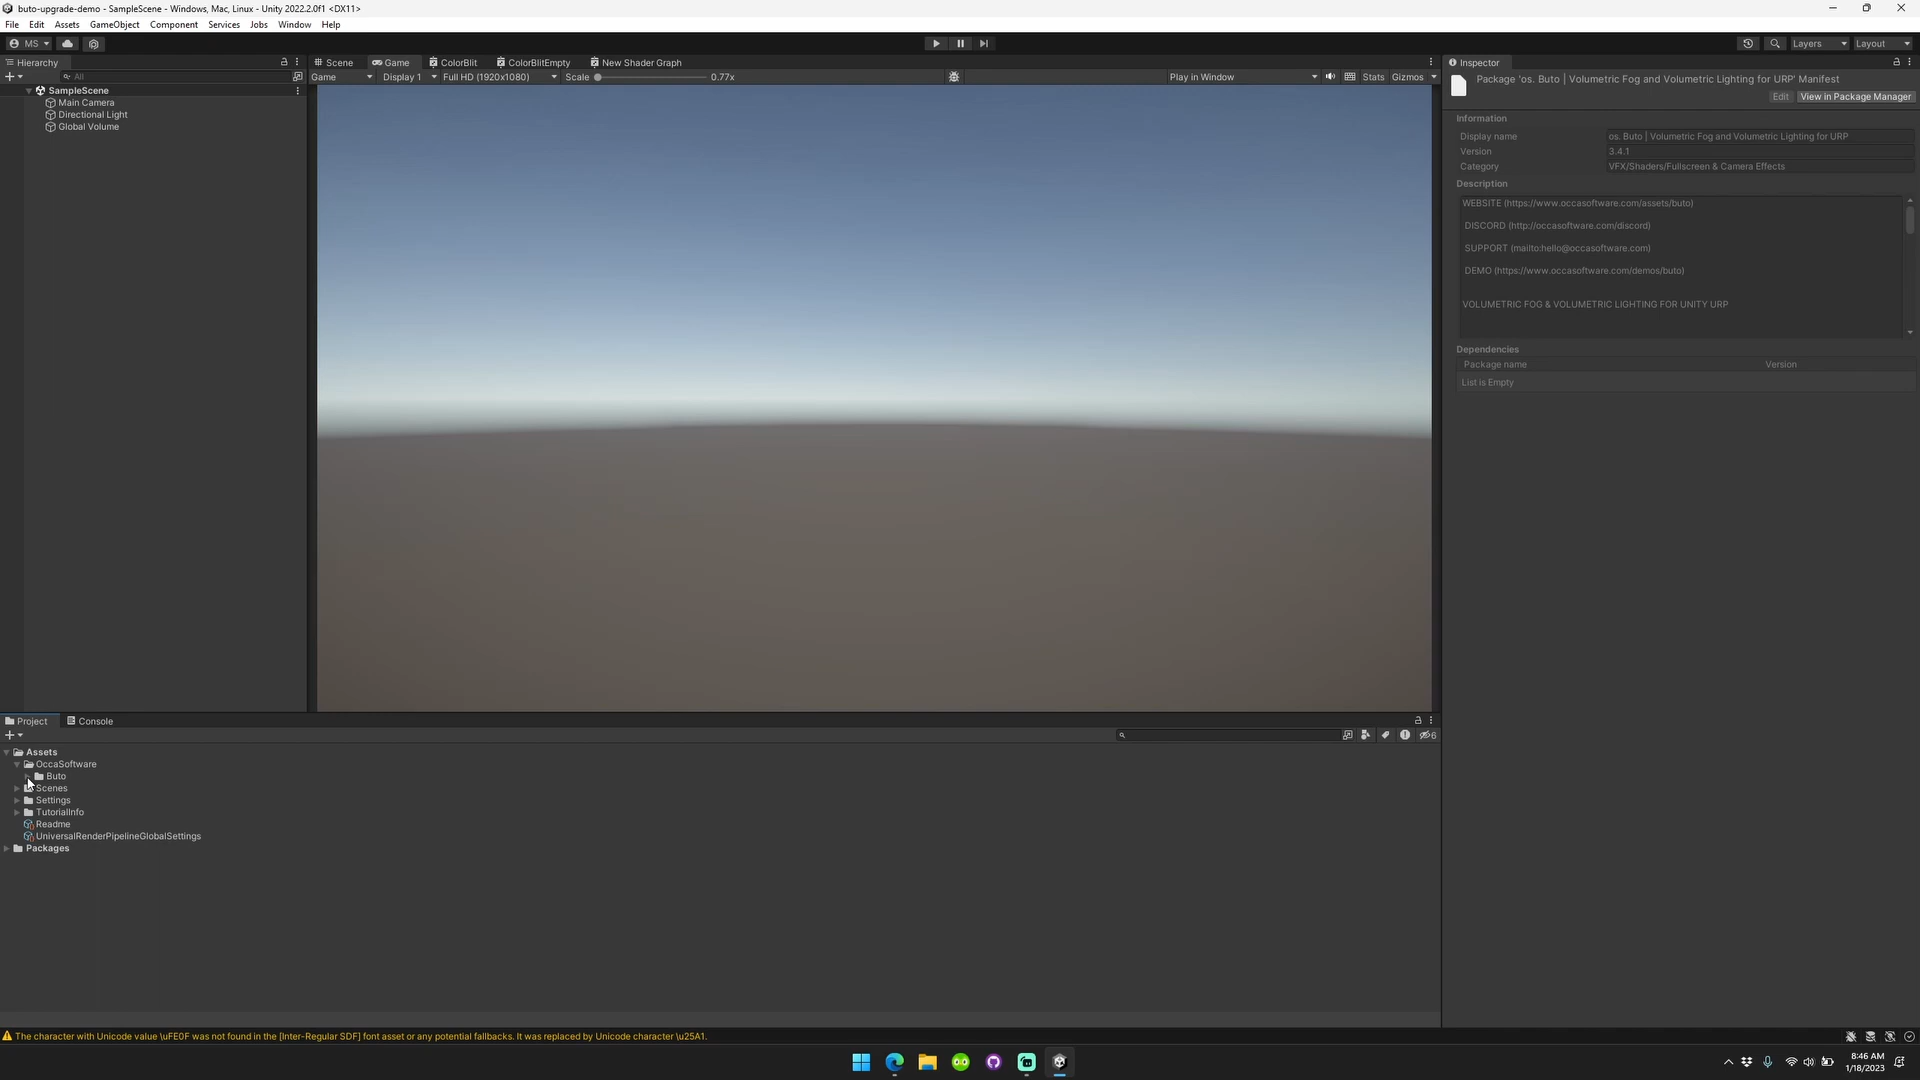 buto-upgrade-demo - SampleScene - Windows, Mac, Linux - Unity 2022.2.0f1 <DX11>
File Edit Assets GameObject Component Services Jobs Window Help
MS Layers Layout
Hierarchy
All
SampleScene
Main Camera
Directional Light
Global Volume
Scene Game ColorBlit ColorBlitEmpty New Shader Graph
Game Display 1 Full HD (1920x1080) Scale 0.77x Play in Window Stats Gizmos
Inspector
Package 'os. Buto | Volumetric Fog and Volumetric Lighting for URP' Manifest
Edit View in Package Manager
Information
Display name os. Buto | Volumetric Fog and Volumetric Lighting for URP
Version 3.4.1
Category VFX/Shaders/Fullscreen & Camera Effects
Description
WEBSITE (https://www.occasoftware.com/assets/buto)
DISCORD (http://occasoftware.com/discord)
SUPPORT (mailto:hello@occasoftware.com)
DEMO (https://www.occasoftware.com/demos/buto)
VOLUMETRIC FOG & VOLUMETRIC LIGHTING FOR UNITY URP
Dependencies
Package name Version
List is Empty
Project Console
6
Assets
OccaSoftware
Buto
Scenes
Settings
TutorialInfo
Readme
UniversalRenderPipelineGlobalSettings
Packages
The character with Unicode value \uFE0F was not found in the [Inter-Regular SDF] font asset or any potential fallbacks. It was replaced by Unicode character \u25A1.
8:46 AM
1/18/2023